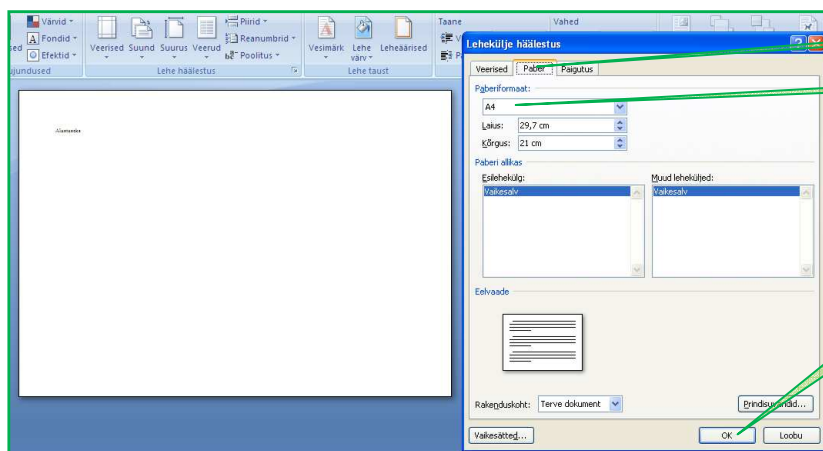 Värvid
Piirid
Taane
Vahed
Fondid
Reanumbrid
Efektid
Veerised Suund Suurus Veerud
Poolitus
Vesimärk Lehe värv Leheäärised
ujundused
Lehe häälestus
Lehe taust
Alustamiseks
Lehekülje häälestus
Veerised Paber Paigutus
Paberiformaat:
A4
Laius: 29,7 cm
Kõrgus: 21 cm
Paberi allikas
Esilehekülg:
Muud leheküljed:
Vaikesalv
Vaikesalv
Eelvaade
Rakenduskoht: Terve dokument
Vaikesätted...
OK
Loobu